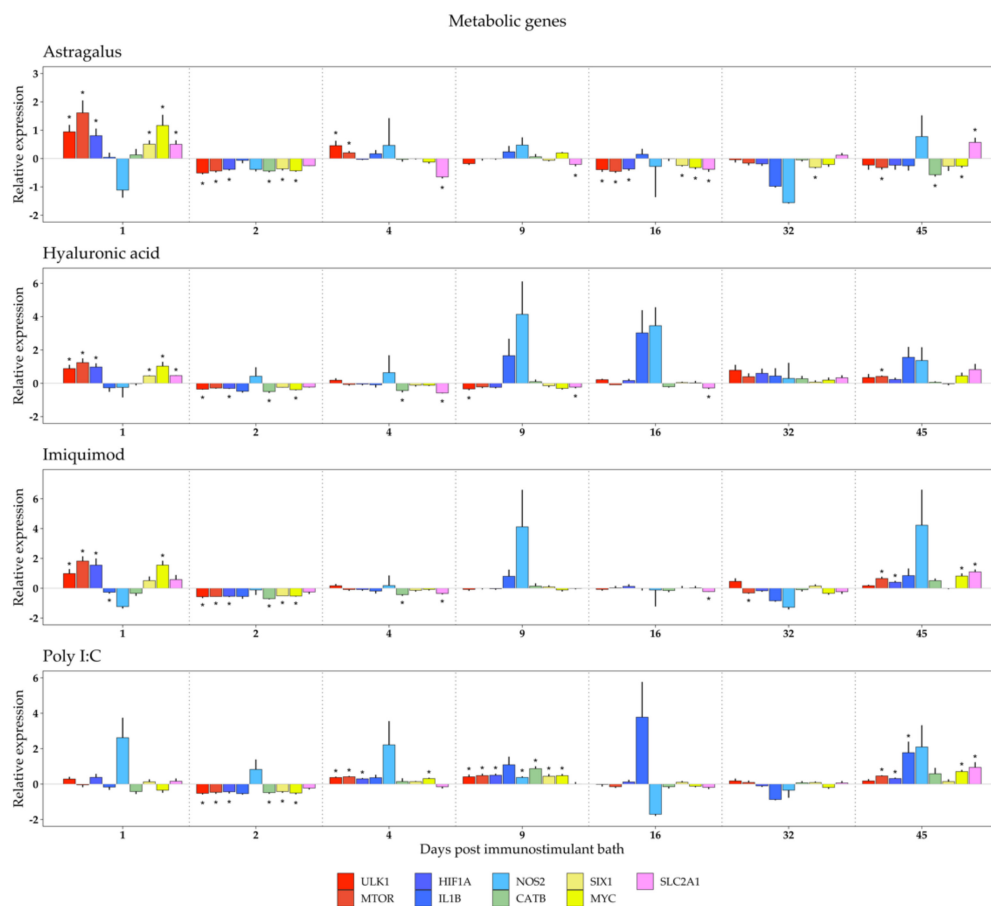 Metabolic genes
Astragalus
Relative expression
3
2
1
0
-1
-2
* * * * * *
* * * * * *
* * *
*
* * * * * *
*
* * * *
1 2 4 9 16 32 45
Hyaluronic acid
Relative expression
6
4
2
0
-2
* * * * * *
* * * *
* *
* *
*
*
1 2 4 9 16 32 45
Imiquimod
Relative expression
6
4
2
0
-2
* * * * *
* * * * * *
* *
*
*
* * * *
1 2 4 9 16 32 45
Poly I:C
Relative expression
6
4
2
0
-2
* * * * * *
* * * *
* * * * * * *
* * * * *
1 2 4 9 16 32 45
Days post immunostimulant bath
ULK1 HIF1A NOS2 SIX1 SLC2A1
MTOR IL1B CATB MYC